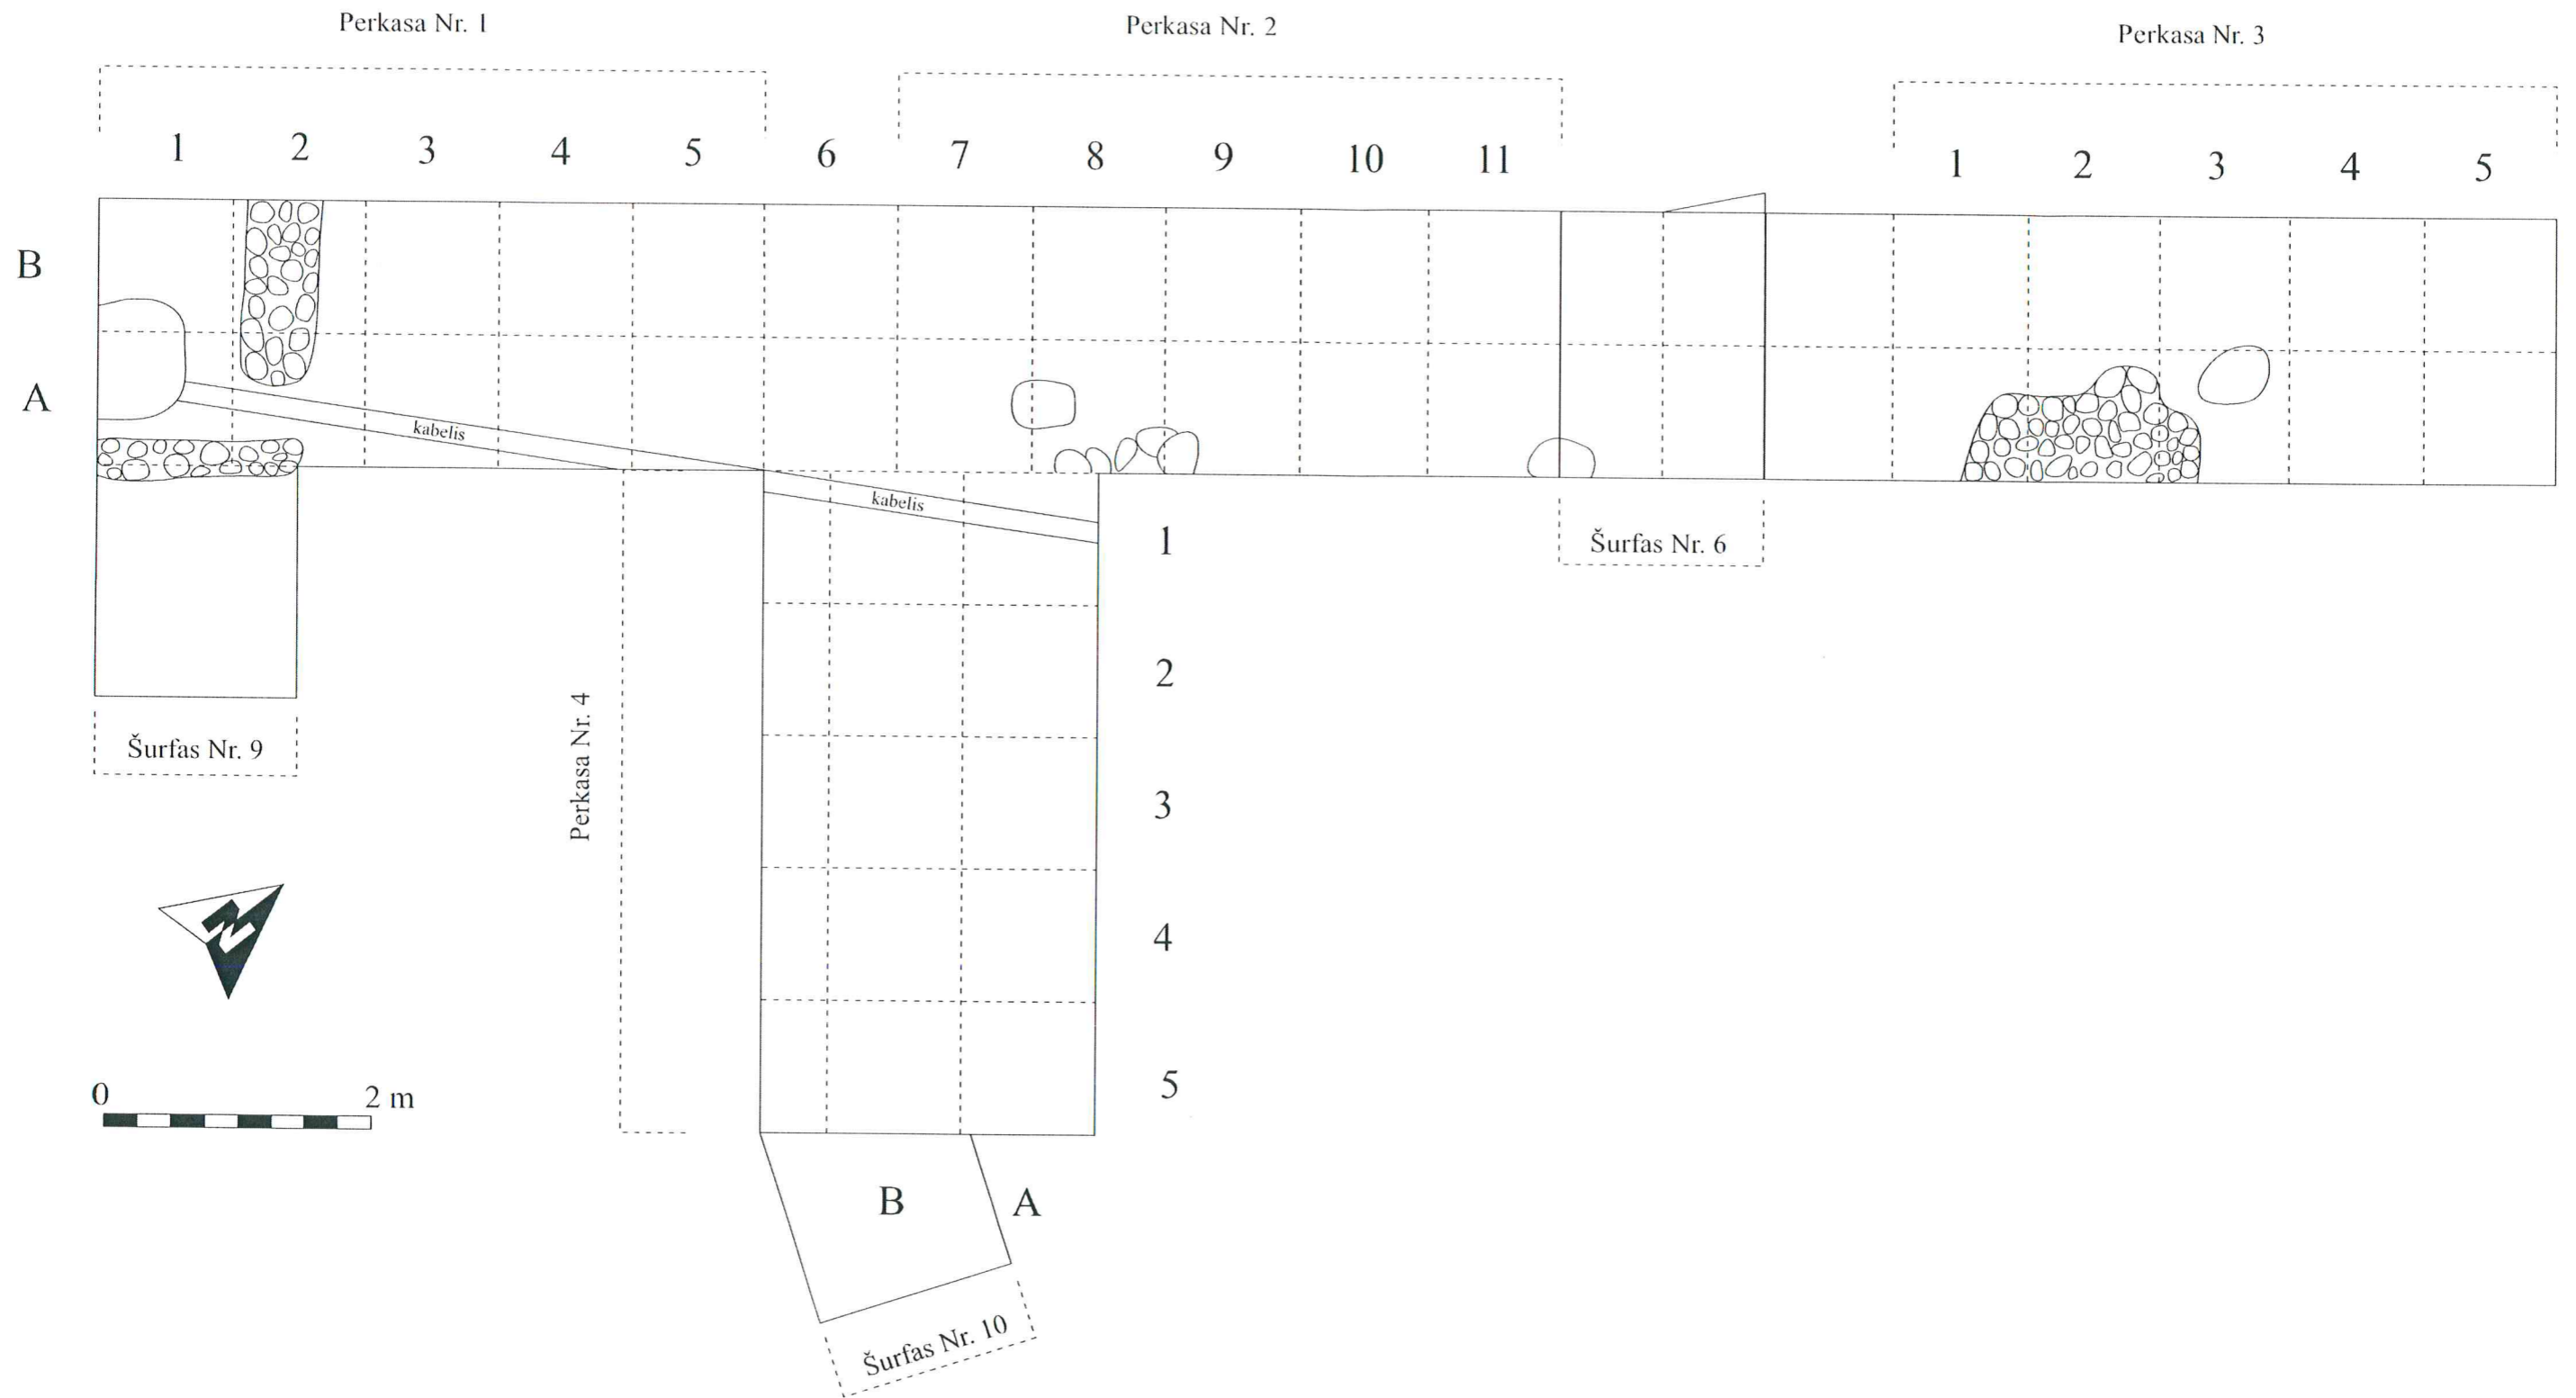 Perkasa Nr. 1
Perkasa Nr. 2
Perkasa Nr. 3
1 2 3 4 5 6 7 8 9 10 11 1 2 3 4 5
B
A
kabelis
kabelis
1
Šurfas Nr. 6
2
Perkasa Nr. 4
Šurfas Nr. 9
3
N
4
0 2 m
5
B A
Šurfas Nr. 10